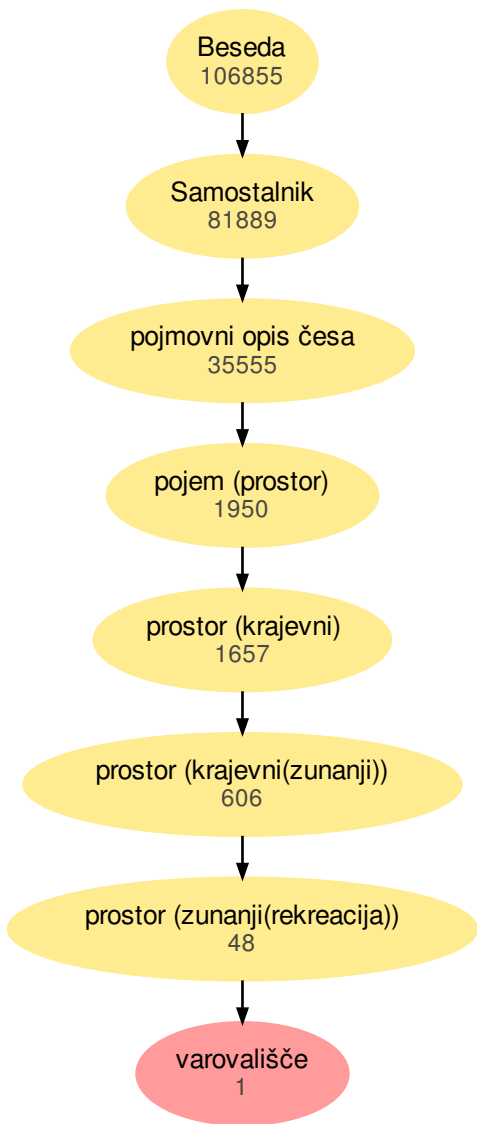 Beseda
106855
Samostalnik
81889
pojmovni opis česa
35555
pojem (prostor)
1950
prostor (krajevni)
1657
prostor (krajevni(zunanji))
606
prostor (zunanji(rekreacija))
48
varovališče
1